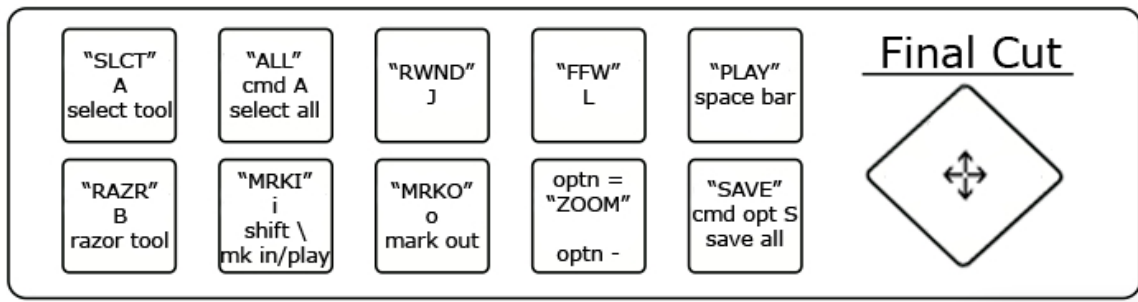 “SLCT”
A
select tool
“ALL”
cmd A
select all
“RWND”
J
“FFW”
L
“PLAY”
space bar
Final Cut
“RAZR”
B
razor tool
“MRKI”
i
shift \
mk in/play
“MRKO”
o
mark out
optn =
“ZOOM”
optn -
“SAVE”
cmd opt S
save all